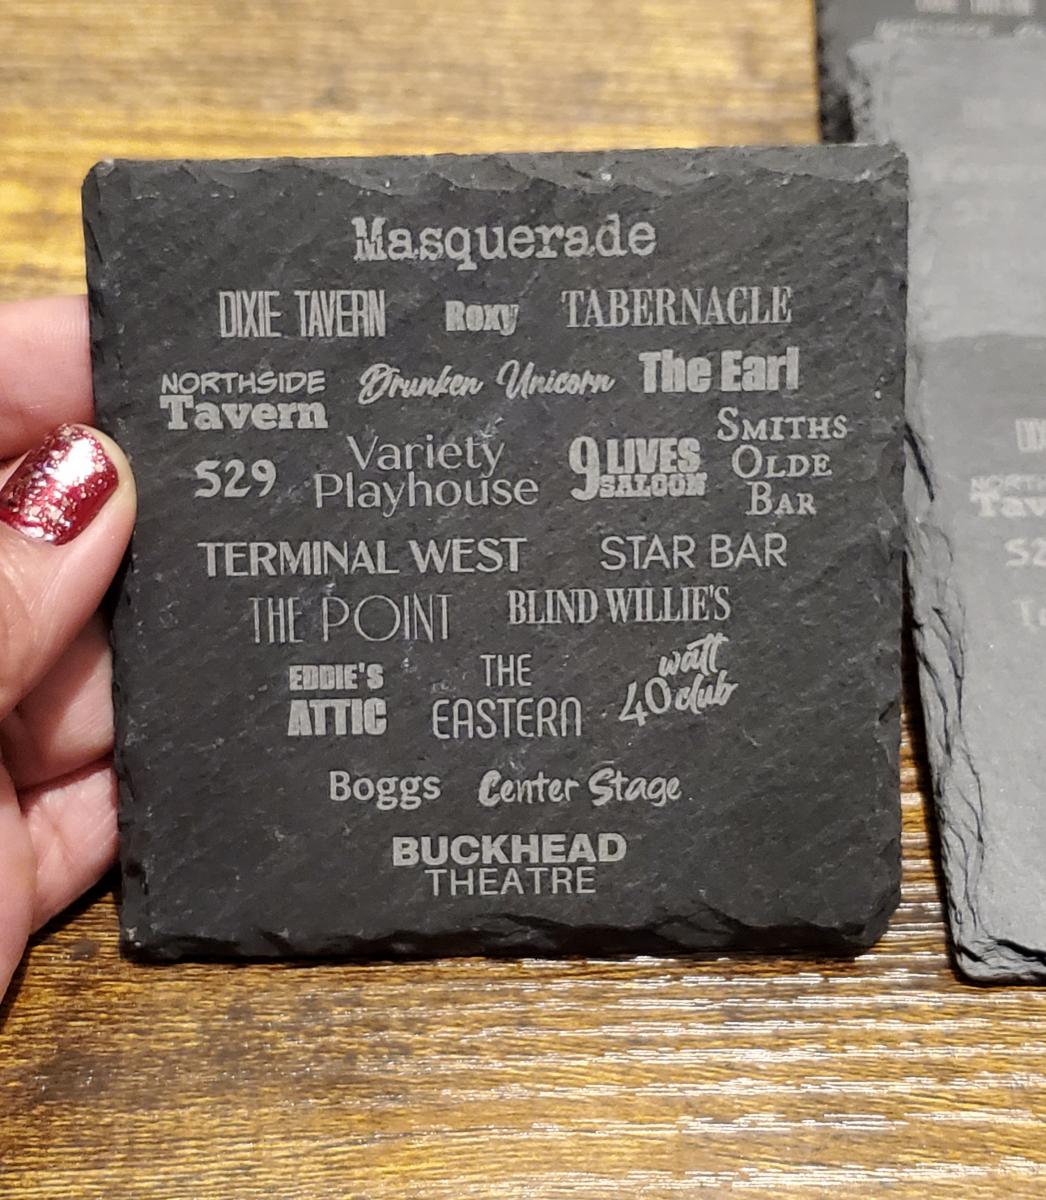 Masquerade
DIXIE TAVERN Roxy TABERNACLE
NORTHSIDE Tavern Drunken Unicorn The Earl
529 Variety Playhouse 9 LIVES SALOON SMITHS OLDE BAR
TERMINAL WEST STAR BAR
THE POINT BLIND WILLIE'S
EDDIE'S ATTIC THE EASTERN 40 watt club
Boggs Center Stage
BUCKHEAD
THEATRE